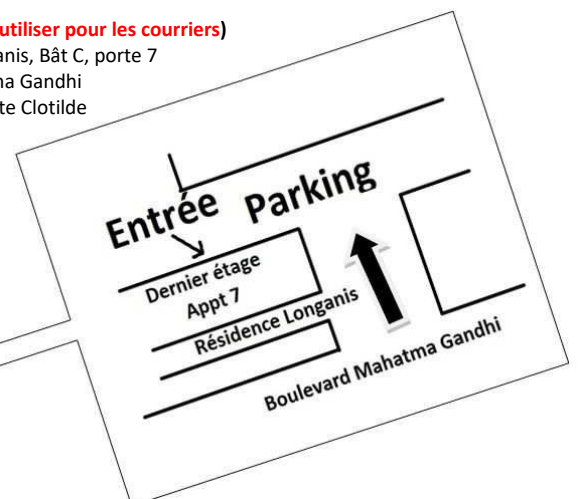 utiliser pour les courriers)
anis, Bât C, porte 7
na Gandhi
te Clotilde
Entrée Parking
Dernier étage
Appt 7
Résidence Longanis
Boulevard Mahatma Gandhi